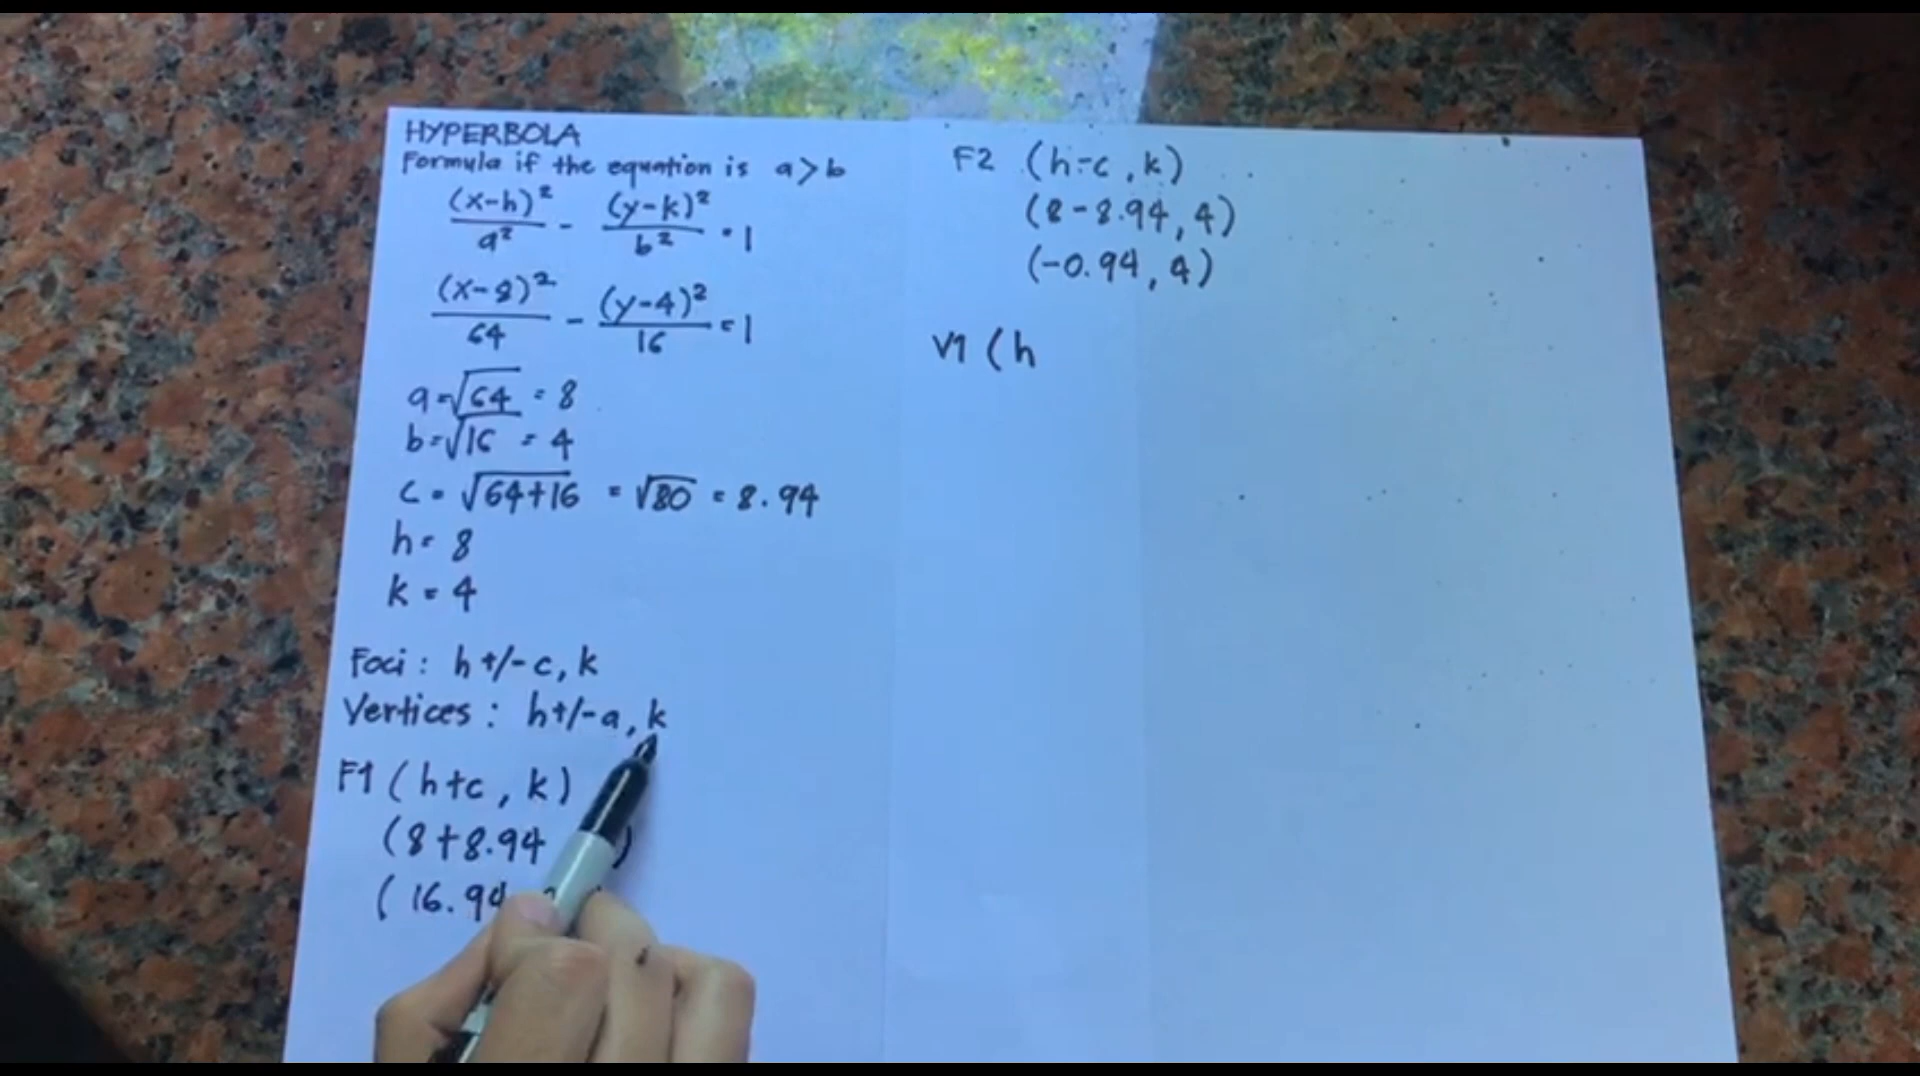 HYPERBOLA
Formula if the equation is a>b
(x-h)²/a² - (y-k)²/b² = 1
(x-8)²/64 - (y-4)²/16 = 1
a=√64 = 8
b=√16 = 4
c = √64+16 = √80 = 8.94
h = 8
k = 4
Foci: h+/-c, k
Vertices: h+/-a, k
F1 (h+c, k)
(8+8.94 )
( 16.94
F2 (h-c, k)
(8-8.94, 4)
(-0.94, 4)
V1 (h